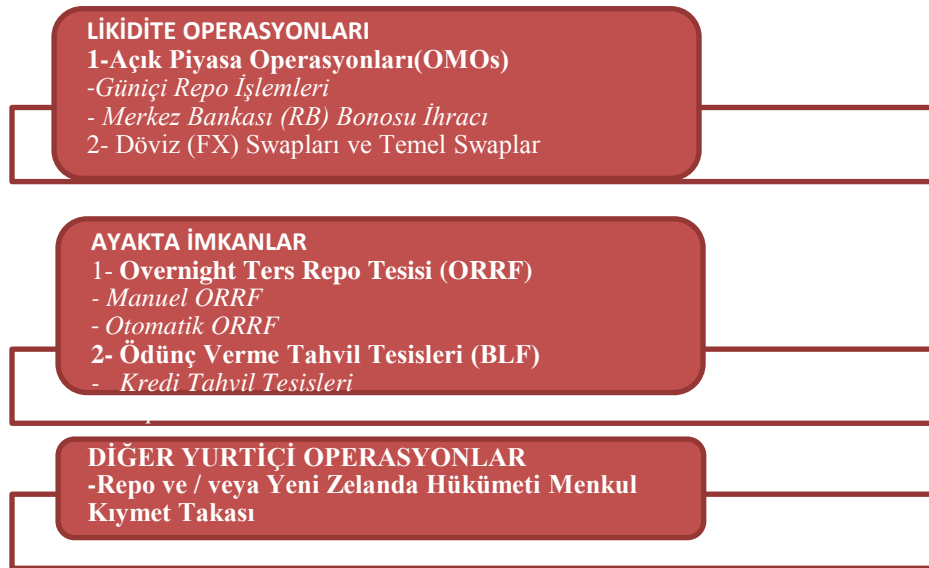 LİKİDİTE OPERASYONLARI
1-Açık Piyasa Operasyonları(OMOs)
-Güniçi Repo İşlemleri
- Merkez Bankası (RB) Bonosu İhracı
2- Döviz (FX) Swapları ve Temel Swaplar
AYAKTA İMKANLAR
1- Overnight Ters Repo Tesisi (ORRF)
- Manuel ORRF
- Otomatik ORRF
2- Ödünç Verme Tahvil Tesisleri (BLF)
- Kredi Tahvil Tesisleri
DİĞER YURTİÇİ OPERASYONLAR
-Repo ve / veya Yeni Zelanda Hükümeti Menkul
Kıymet Takası